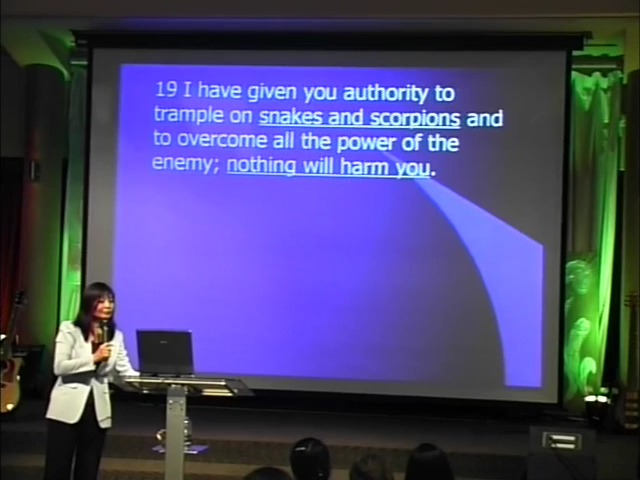 19 I have given you authority to
trample on snakes and scorpions and
to overcome all the power of the
enemy; nothing will harm you.